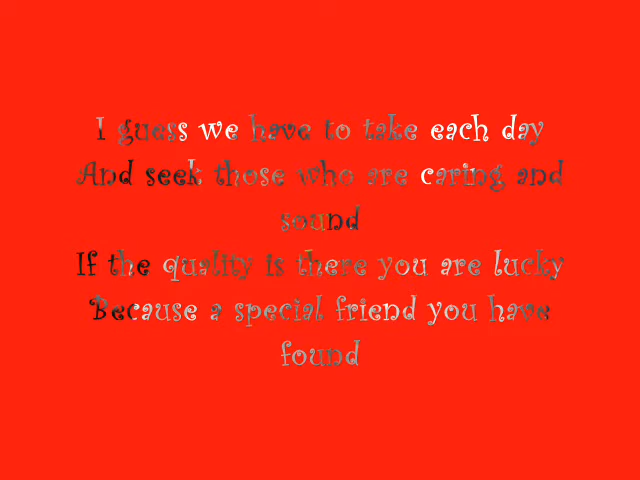 I guess we have to take each day
And seek those who are caring and
sound
If the quality is there you are lucky
Because a special friend you have
found